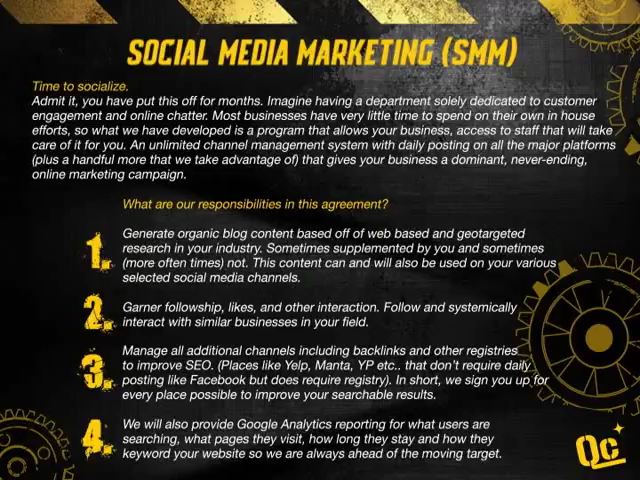 SOCIAL MEDIA MARKETING (SMM)
Time to socialize.
Admit it, you have put this off for months. Imagine having a department solely dedicated to customer
engagement and online chatter. Most businesses have very little time to spend on their own in house
efforts, so what we have developed is a program that allows your business, access to staff that will take
care of it for you. An unlimited channel management system with daily posting on all the major platforms
(plus a handful more that we take advantage of) that gives your business a dominant, never-ending,
online marketing campaign.
What are our responsibilities in this agreement?
1.
Generate organic blog content based off of web based and geotargeted
research in your industry. Sometimes supplemented by you and sometimes
(more often times) not. This content can and will also be used on your various
selected social media channels.
2.
Garner followship, likes, and other interaction. Follow and systemically
interact with similar businesses in your field.
3.
Manage all additional channels including backlinks and other registries
to improve SEO. (Places like Yelp, Manta, YP etc.. that don't require daily
posting like Facebook but does require registry). In short, we sign you up for
every place possible to improve your searchable results.
4.
We will also provide Google Analytics reporting for what users are
searching, what pages they visit, how long they stay and how they
keyword your website so we are always ahead of the moving target.
Qc